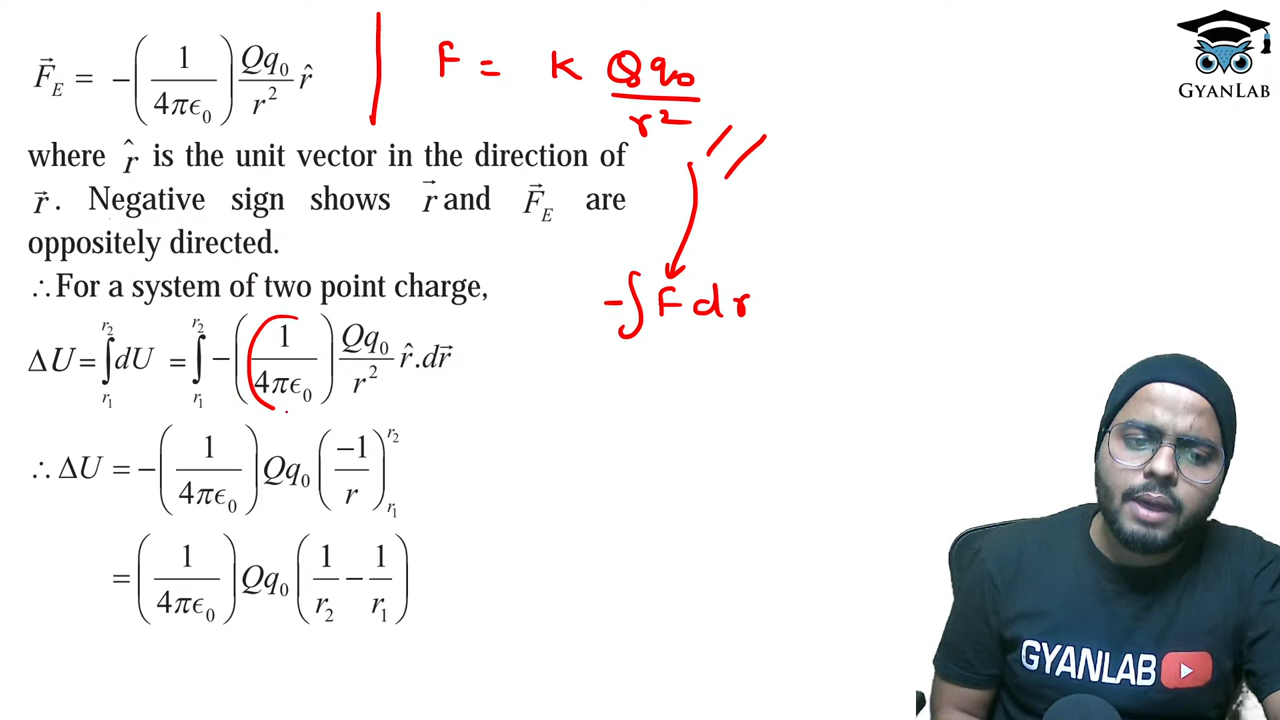 F⃗_E = −(1/4πϵ₀) Qq₀/r² r̂
F = K Qq₀/r²
GYANLAB
where r̂ is the unit vector in the direction of
r⃗. Negative sign shows r⃗ and F⃗_E are
oppositely directed.
∴For a system of two point charge,
-∫ F dr
ΔU = ∫_{r₁}^{r₂} dU = ∫_{r₁}^{r₂} −(1/4πϵ₀) Qq₀/r² r̂.dr⃗
∴ΔU = −(1/4πϵ₀) Qq₀ (−1/r)_{r₁}^{r₂}
= (1/4πϵ₀) Qq₀ (1/r₂ − 1/r₁)
GYANLAB